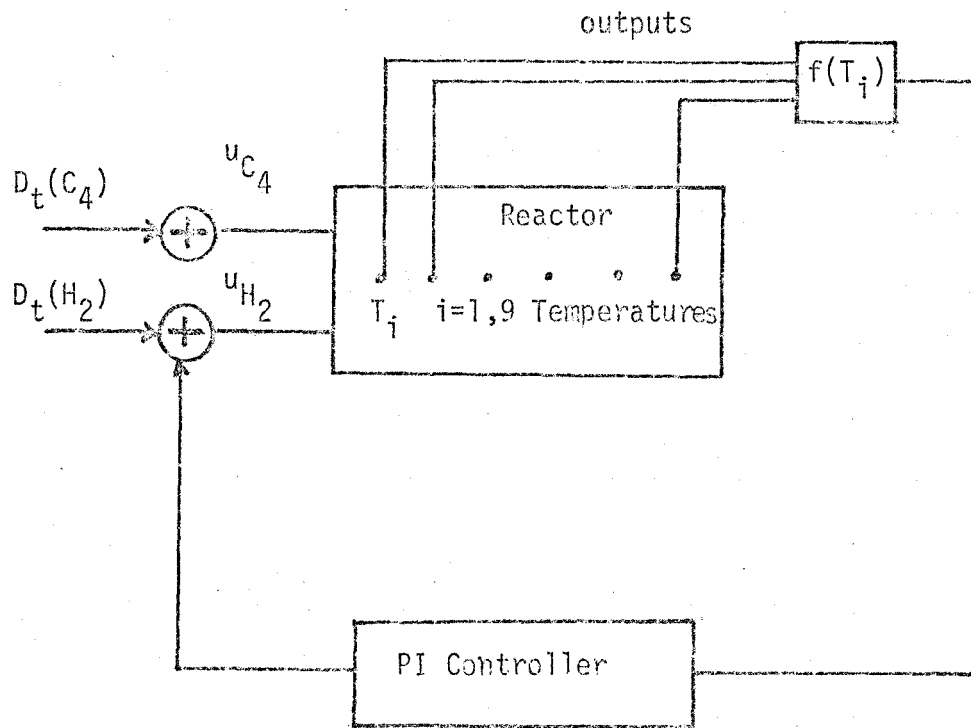 outputs
f(T_i)
u_C_4
D_t(C_4)
Reactor
u_H_2
D_t(H_2)
T_i i=1,9 Temperatures
PI Controller